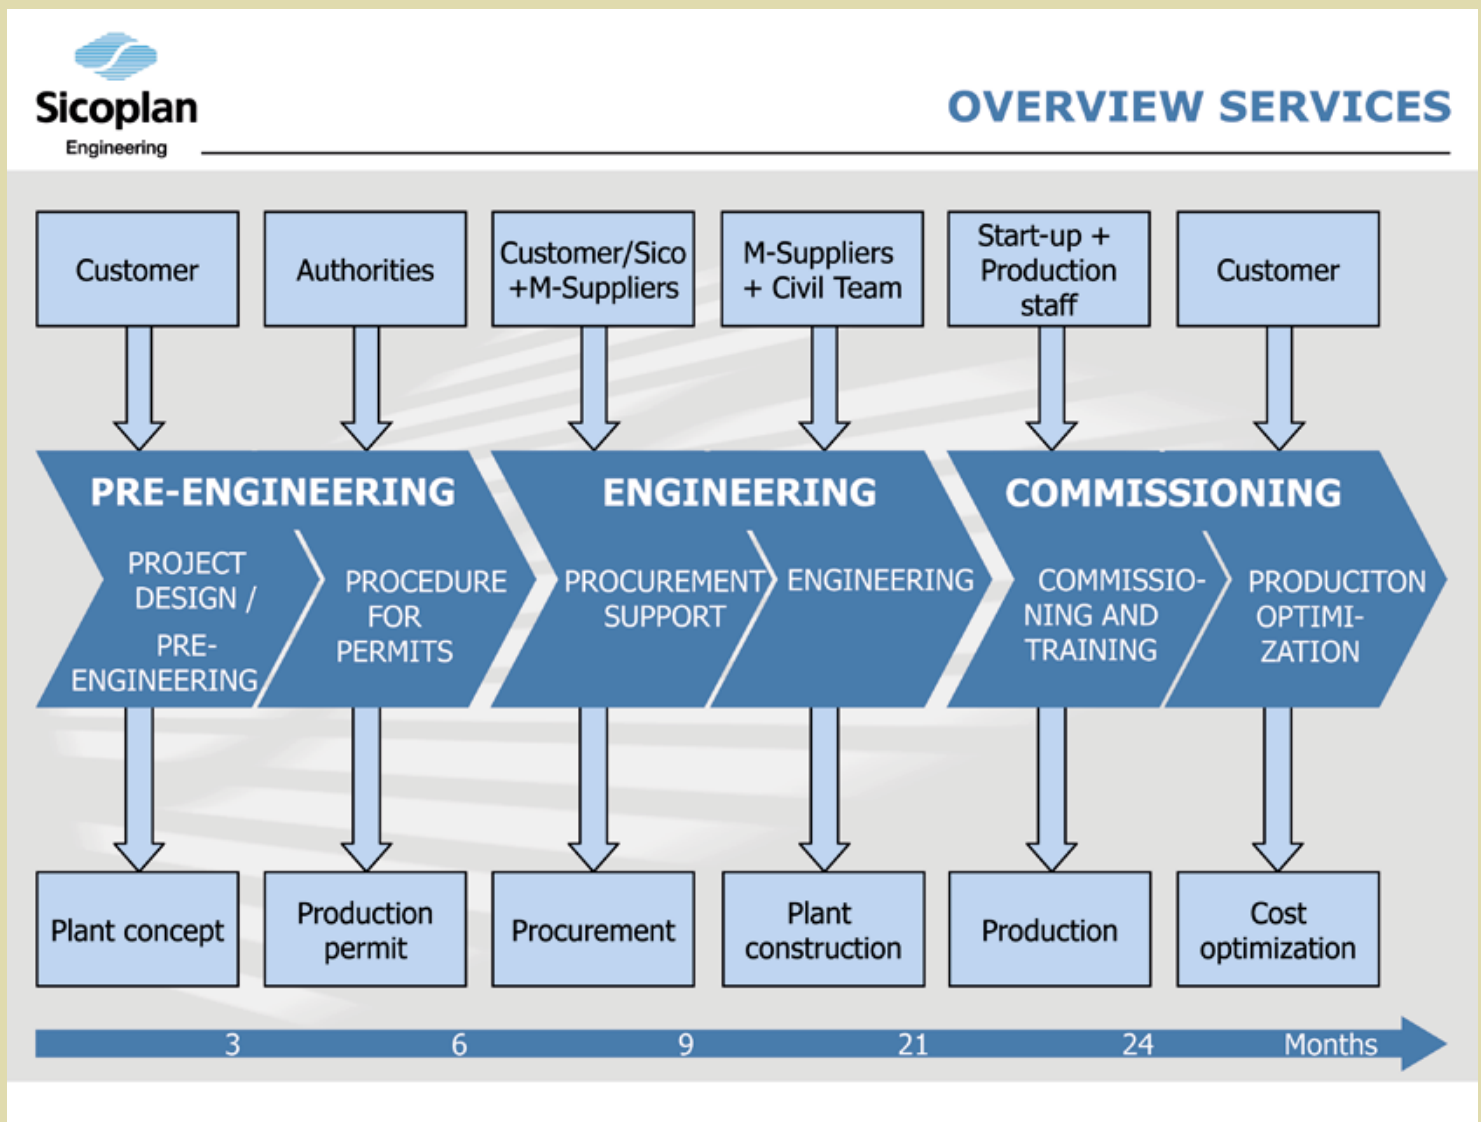 Sicoplan
Engineering
OVERVIEW SERVICES
Customer
Authorities
Customer/Sico
+M-Suppliers
M-Suppliers
+ Civil Team
Start-up +
Production
staff
Customer
PRE-ENGINEERING
PROJECT
DESIGN /
PRE-
ENGINEERING
PROCEDURE
FOR
PERMITS
ENGINEERING
PROCUREMENT
SUPPORT
ENGINEERING
COMMISSIONING
COMMISSIO-
NING AND
TRAINING
PRODUCITON
OPTIMI-
ZATION
Plant concept
Production
permit
Procurement
Plant
construction
Production
Cost
optimization
3 6 9 21 24 Months